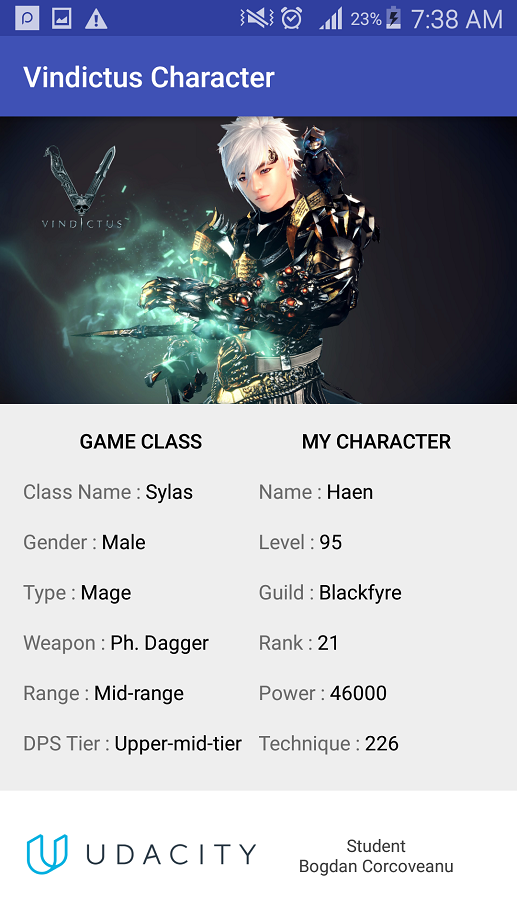 23% 7:38 AM
Vindictus Character
VINDICTUS
GAME CLASS
Class Name : Sylas
Gender : Male
Type : Mage
Weapon : Ph. Dagger
Range : Mid-range
DPS Tier : Upper-mid-tier
MY CHARACTER
Name : Haen
Level : 95
Guild : Blackfyre
Rank : 21
Power : 46000
Technique : 226
UDACITY
Student
Bogdan Corcoveanu